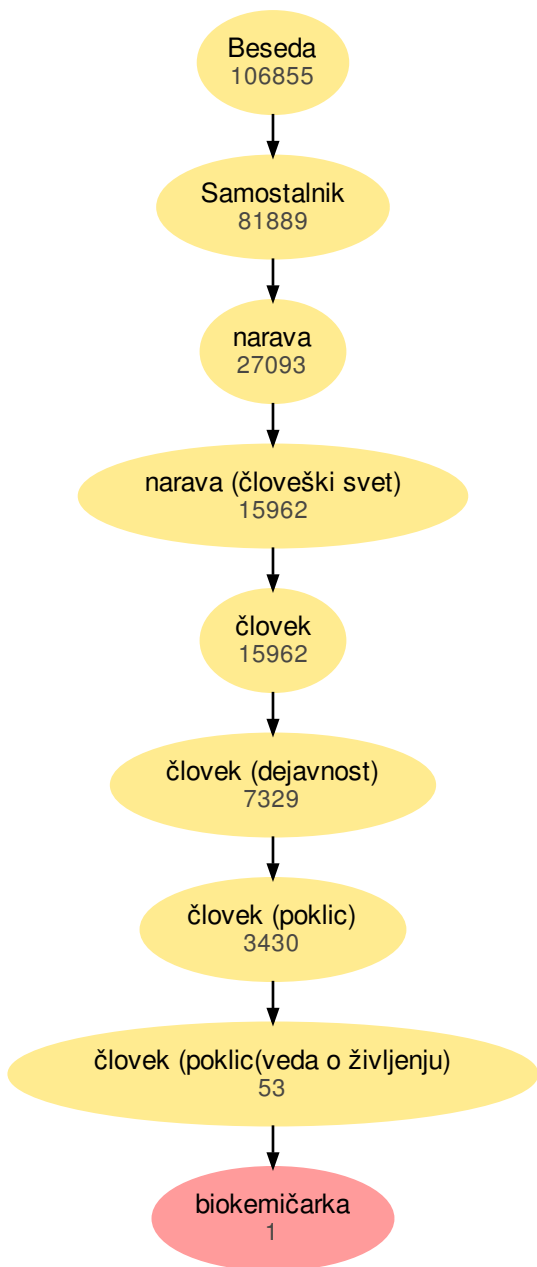 Beseda
106855
Samostalnik
81889
narava
27093
narava (človeški svet)
15962
človek
15962
človek (dejavnost)
7329
človek (poklic)
3430
človek (poklic(veda o življenju)
53
biokemičarka
1